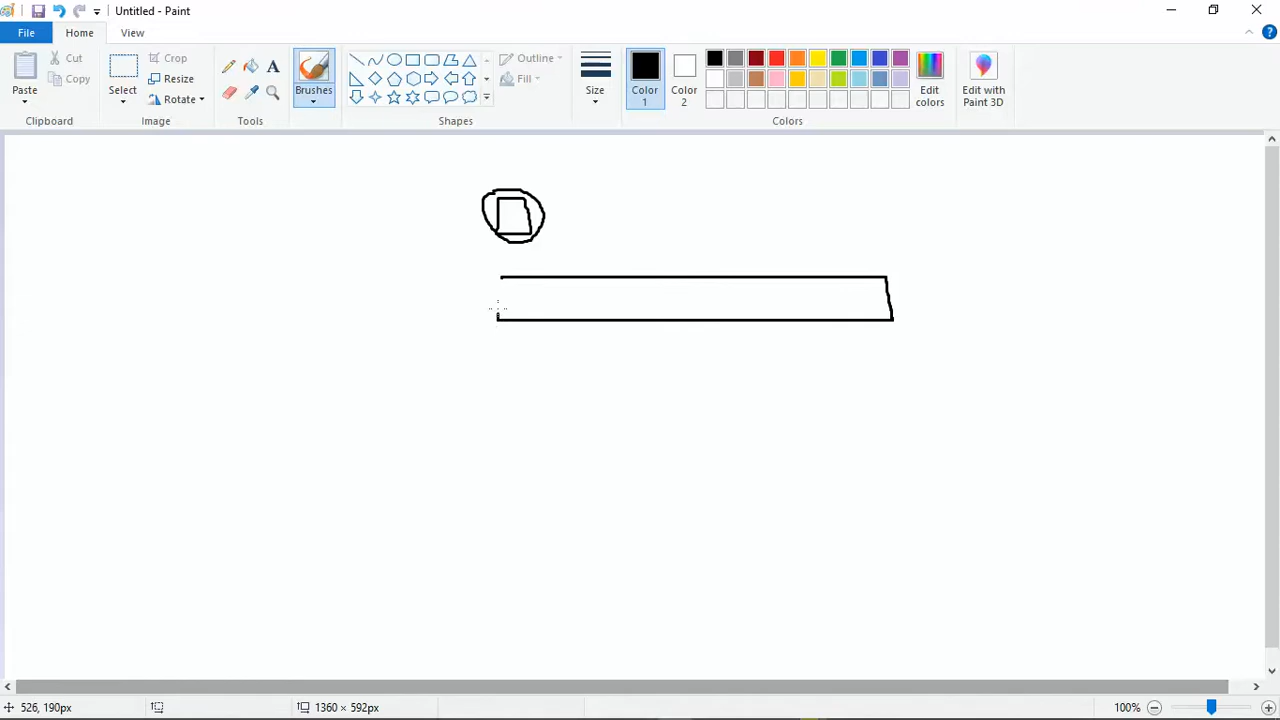 Untitled - Paint
File Home View
Paste
Cut
Copy
Clipboard
Select
Crop
Resize
Rotate
Image
A
Tools
Brushes
Outline
Fill
Shapes
Size
Color
1
Color
2
Edit
colors
Colors
Edit with
Paint 3D
526, 190px
1360 × 592px
100%